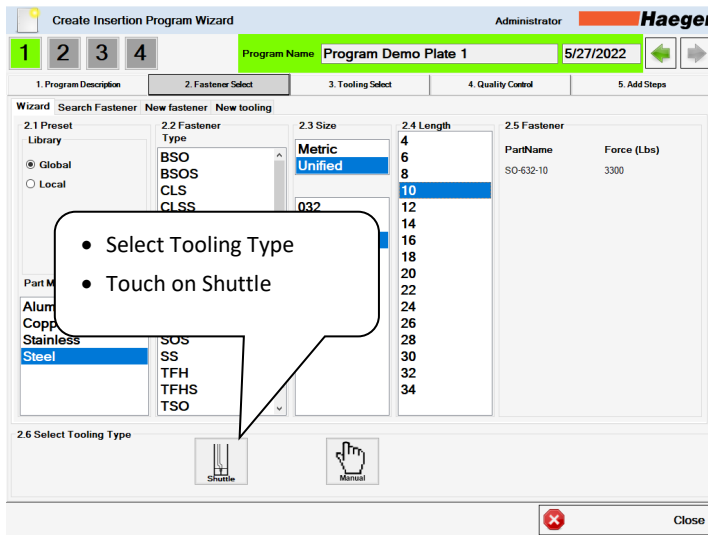 Create Insertion Program Wizard
Administrator
Haeger
1 2 3 4
Program Name Program Demo Plate 1 5/27/2022
1. Program Description 2. Fastener Select 3. Tooling Select 4. Quality Control 5. Add Steps
Wizard Search Fastener New fastener New tooling
2.1 Preset
Library
Global
Local
Part M
Alum
Copp
Stainless
Steel
2.2 Fastener
Type
BSO
BSOS
CLS
CLSS
SOS
SS
TFH
TFHS
TSO
2.3 Size
Metric
Unified
032
2.4 Length
4
6
8
10
12
14
16
18
20
22
24
26
28
30
32
34
2.5 Fastener
PartName Force (Lbs)
SO-632-10 3300
• Select Tooling Type
• Touch on Shuttle
2.6 Select Tooling Type
Shuttle
Manual
Close